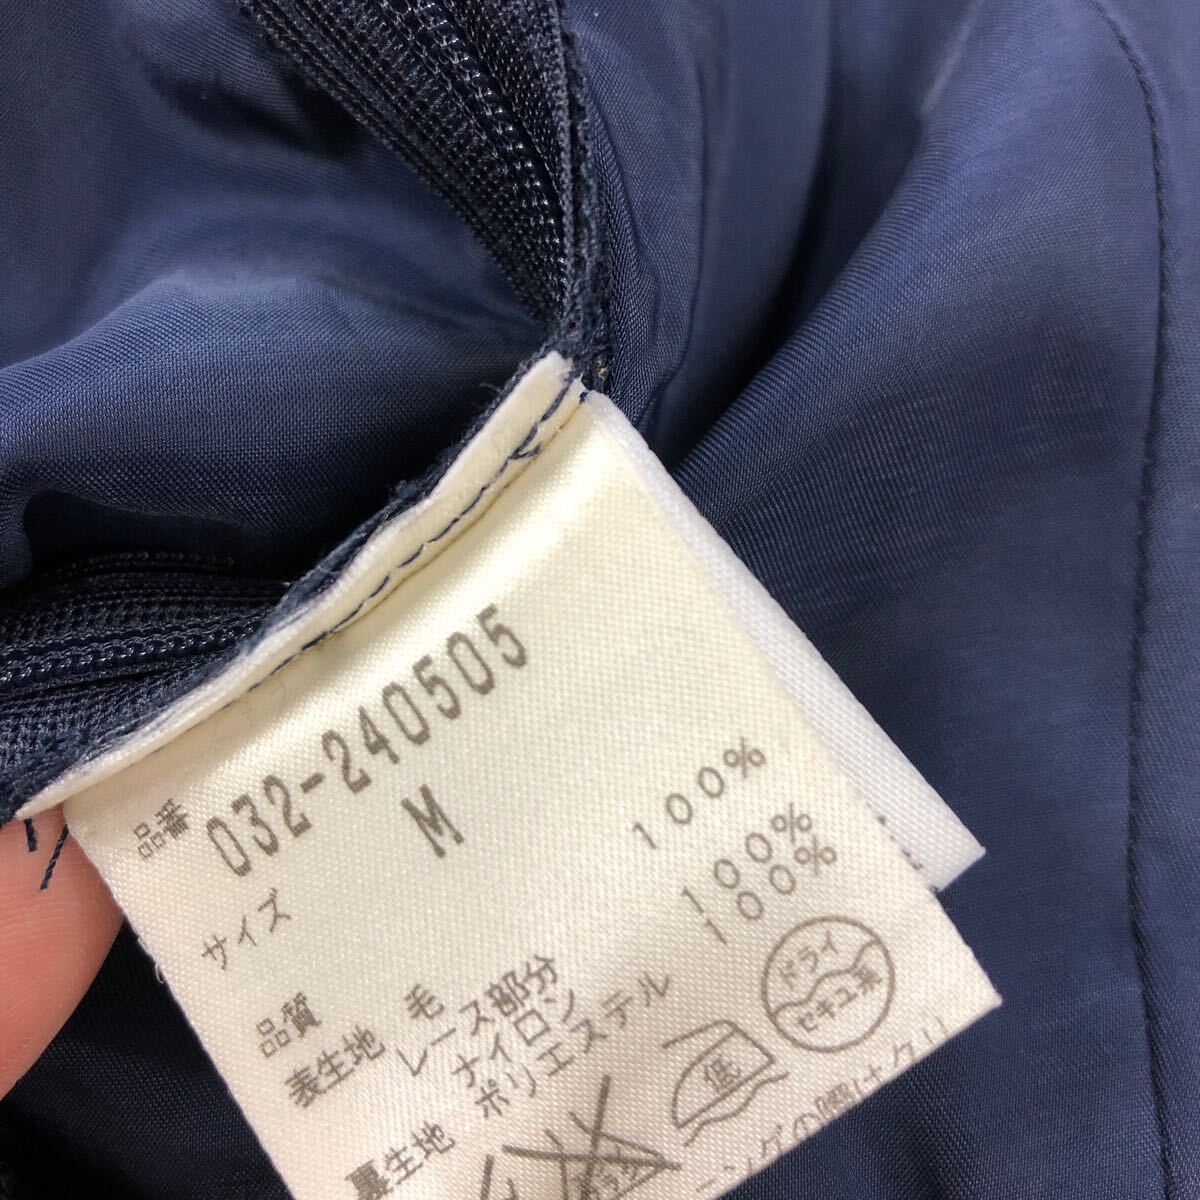 品番 032-240505
サイズ M
品質
表生地 毛 100%
レース部分
ナイロン 100%
裏生地 ポリエステル 100%
ドライ
セキユ系
低